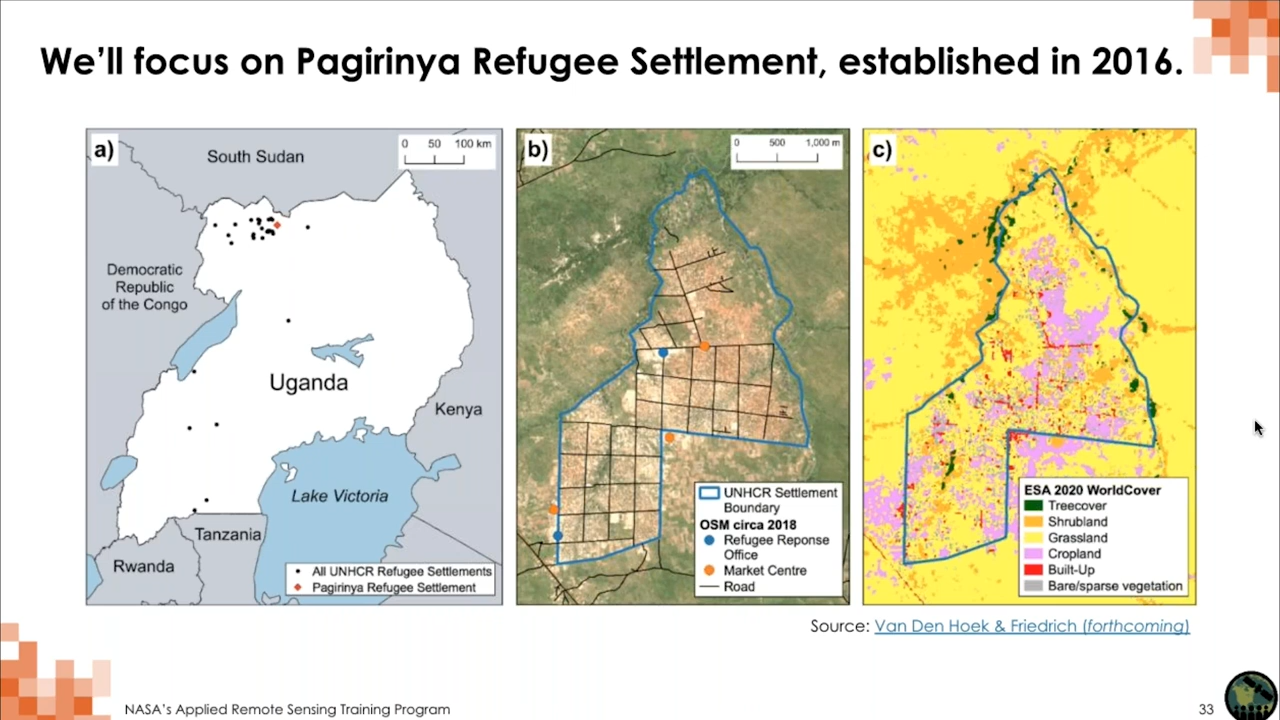 We'll focus on Pagirinya Refugee Settlement, established in 2016.
a)
0 50 100 km
South Sudan
Democratic
Republic
of the Congo
Uganda
Kenya
Lake Victoria
Tanzania
Rwanda
All UNHCR Refugee Settlements
Pagirinya Refugee Settlement
b)
0 500 1,000 m
UNHCR Settlement
Boundary
OSM circa 2018
Refugee Reponse
Office
Market Centre
Road
c)
ESA 2020 WorldCover
Treecover
Shrubland
Grassland
Cropland
Built-Up
Bare/sparse vegetation
Source: Van Den Hoek & Friedrich (forthcoming)
NASA's Applied Remote Sensing Training Program
33